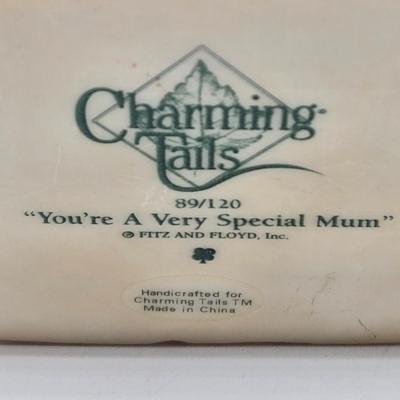 Charming
Tails
89/120
"You're A Very Special Mum"
© FITZ AND FLOYD, Inc.
Handcrafted for
Charming Tails TM
Made in China